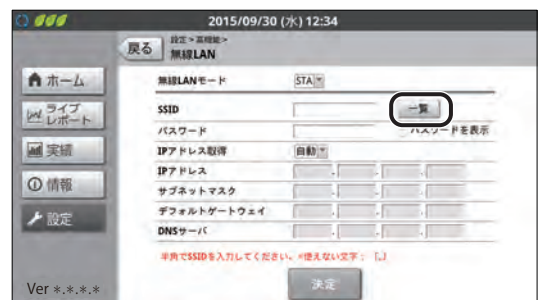 2015/09/30 (水) 12:34
戻る
設定 > 高機能 >
無線LAN
ホーム
ライブ
レポート
実績
情報
設定
Ver *.*.*.*
無線LANモード STA
SSID 一覧
パスワード パスワードを表示
IPアドレス取得 自動
IPアドレス . . .
サブネットマスク . . .
デフォルトゲートウェイ . . .
DNSサーバ . . .
半角でSSIDを入力してください。×使えない文字：
決定